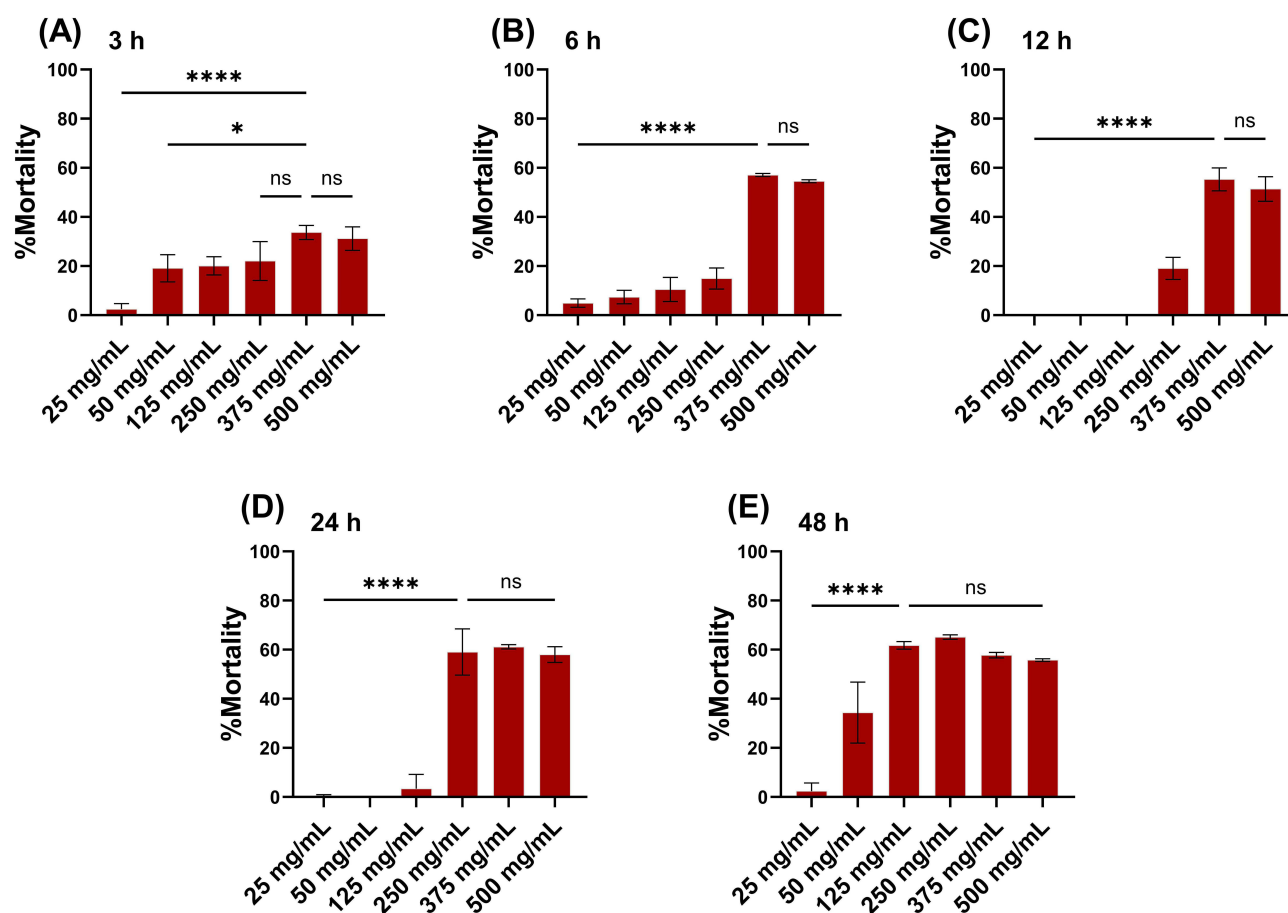 (A) 3 h
100
80
60
40
20
0
%Mortality
****
*
ns ns
25 mg/mL
50 mg/mL
125 mg/mL
250 mg/mL
375 mg/mL
500 mg/mL
(B) 6 h
100
80
60
40
20
0
%Mortality
****
ns
25 mg/mL
50 mg/mL
125 mg/mL
250 mg/mL
375 mg/mL
500 mg/mL
(C) 12 h
100
80
60
40
20
0
%Mortality
****
ns
25 mg/mL
50 mg/mL
125 mg/mL
250 mg/mL
375 mg/mL
500 mg/mL
(D) 24 h
100
80
60
40
20
0
%Mortality
****
ns
25 mg/mL
50 mg/mL
125 mg/mL
250 mg/mL
375 mg/mL
500 mg/mL
(E) 48 h
100
80
60
40
20
0
%Mortality
****
ns
25 mg/mL
50 mg/mL
125 mg/mL
250 mg/mL
375 mg/mL
500 mg/mL